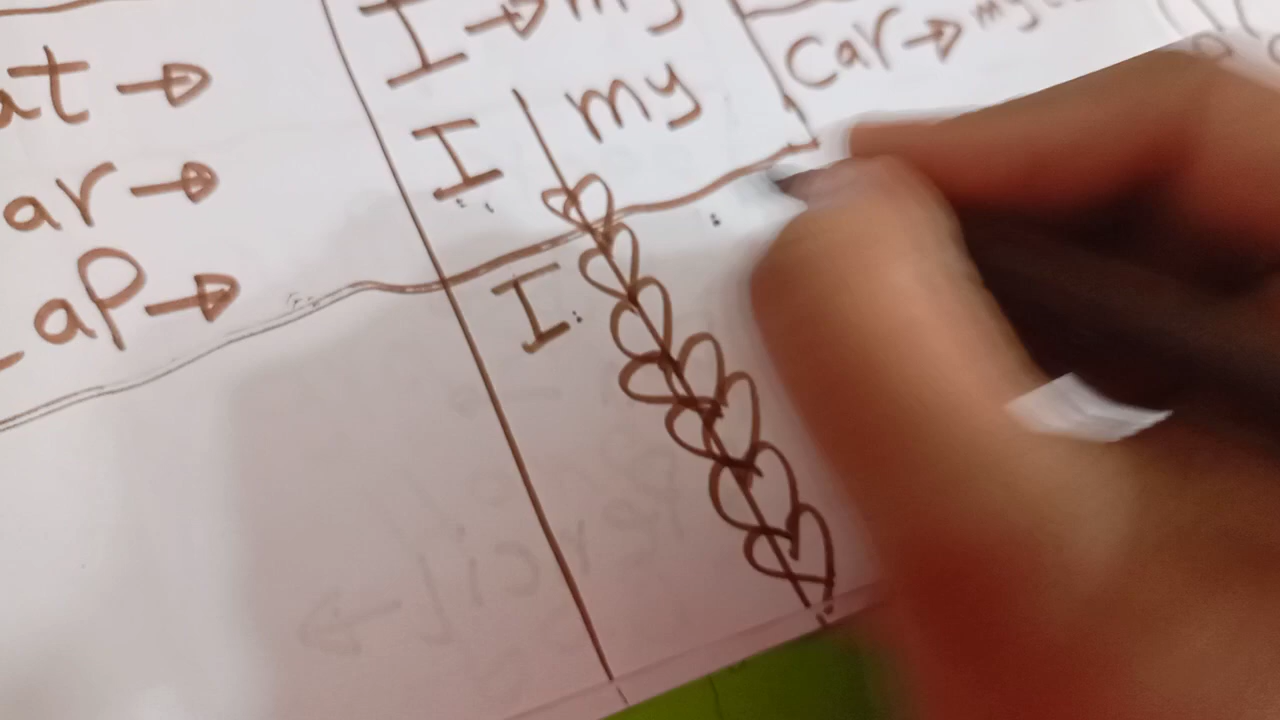 I → my
Car → my
at →
I my
ar →
ap →
I